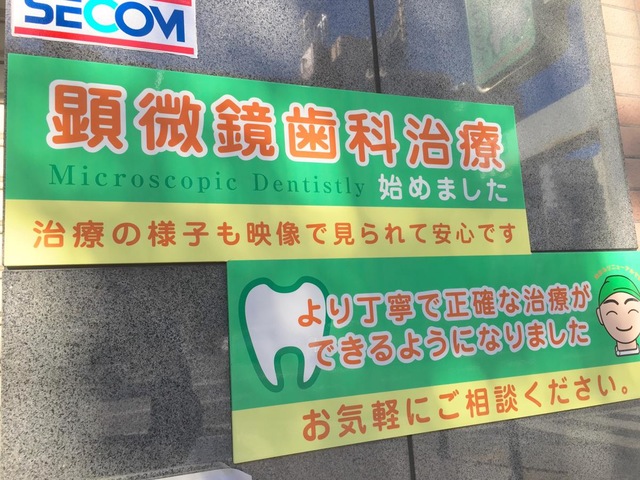 SECOM
顕微鏡歯科治療
Microscopic Dentistly 始めました
治療の様子も映像で見られて安心です
より丁寧で正確な治療が
できるようになりました
お気軽にご相談ください。